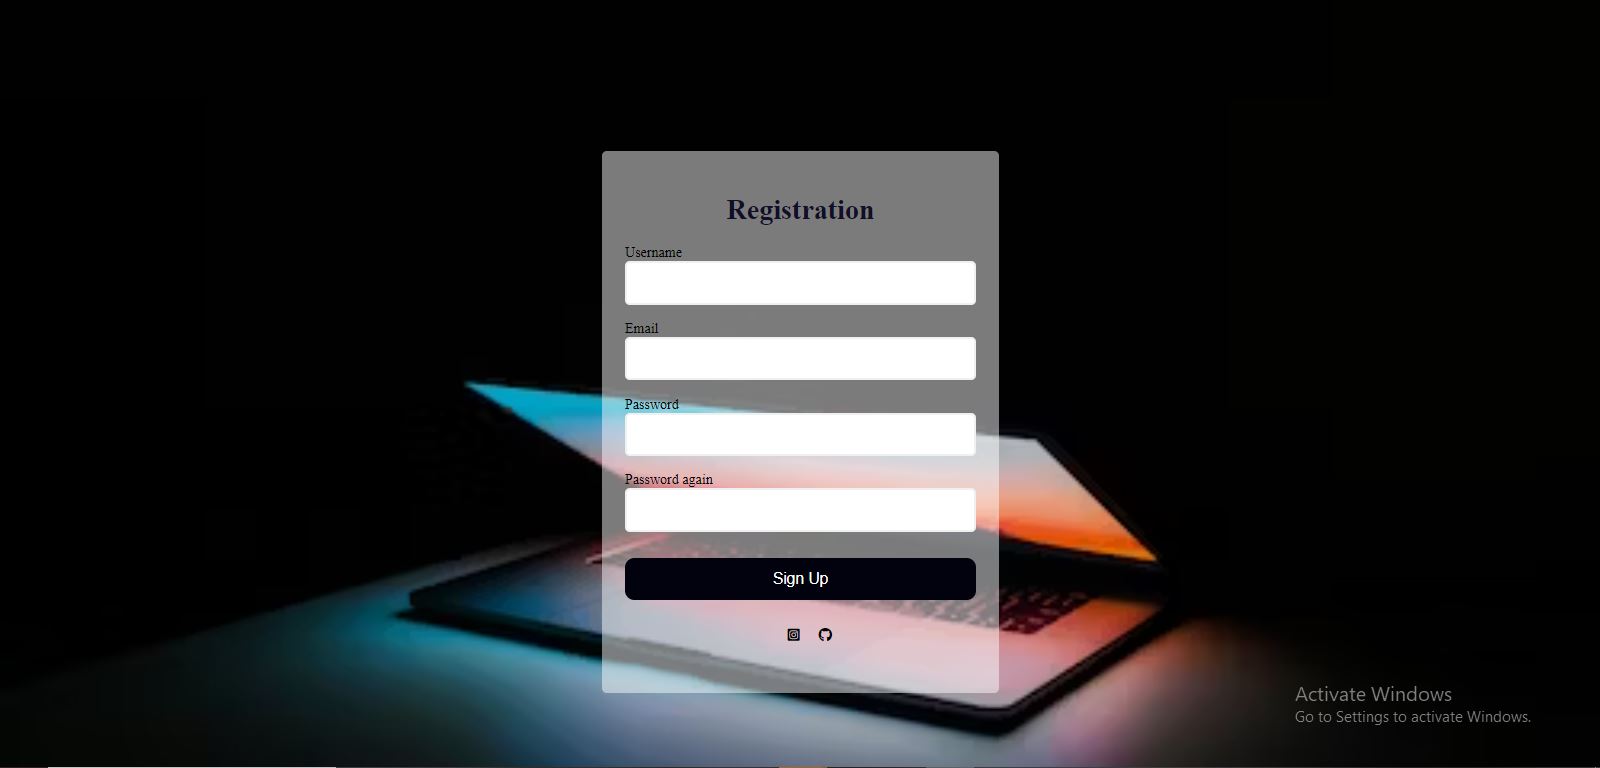 Registration
Username
Email
Password
Password again
Sign Up
Activate Windows
Go to Settings to activate Windows.